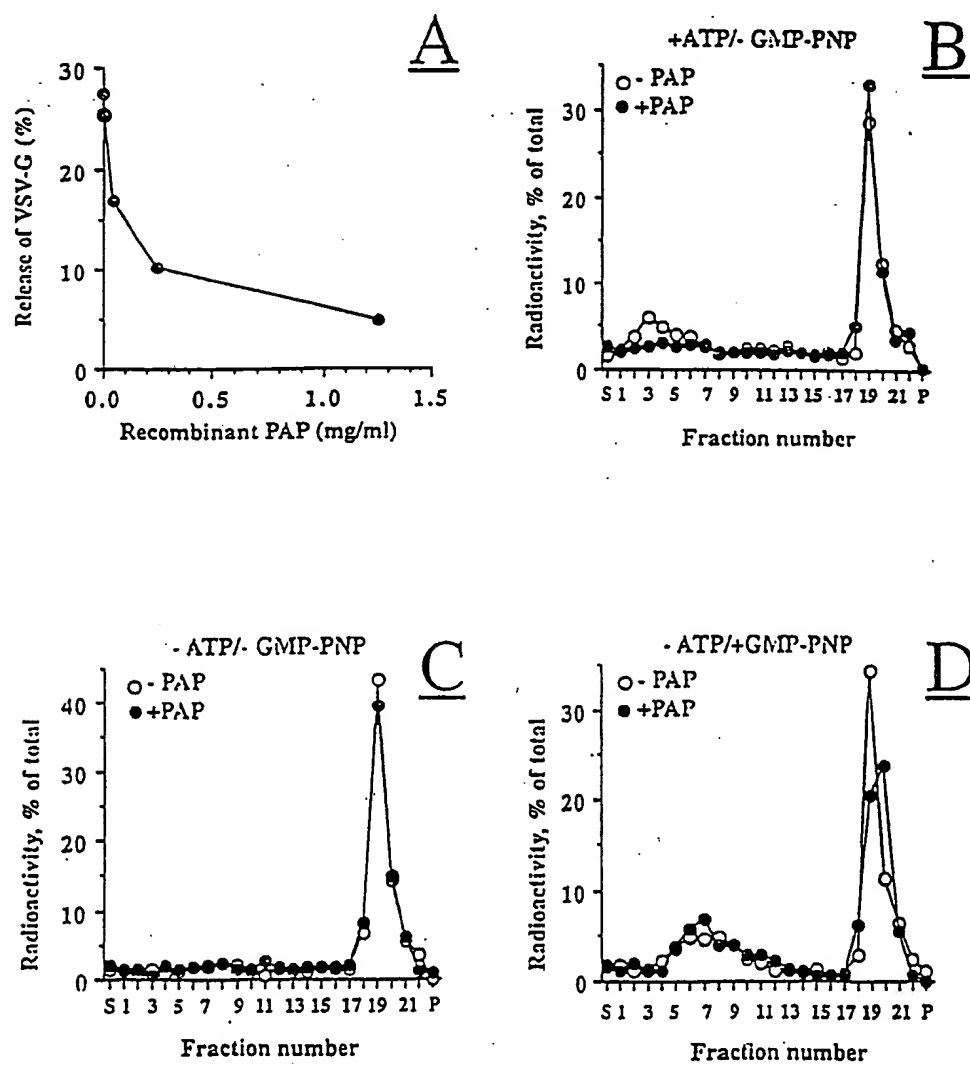 A
30
20
10
0
Release of VSV-G (%)
0.0 0.5 1.0 1.5
Recombinant PAP (mg/ml)
B
+ATP/- GMP-PNP
- PAP
+PAP
30
20
10
0
Radioactivity, % of total
S 1 3 5 7 9 11 13 15 17 19 21 P
Fraction number
C
- ATP/- GMP-PNP
- PAP
+PAP
40
30
20
10
0
Radioactivity, % of total
S 1 3 5 7 9 11 13 15 17 19 21 P
Fraction number
D
- ATP/+GMP-PNP
- PAP
+PAP
30
20
10
0
Radioactivity, % of total
S 1 3 5 7 9 11 13 15 17 19 21 P
Fraction number